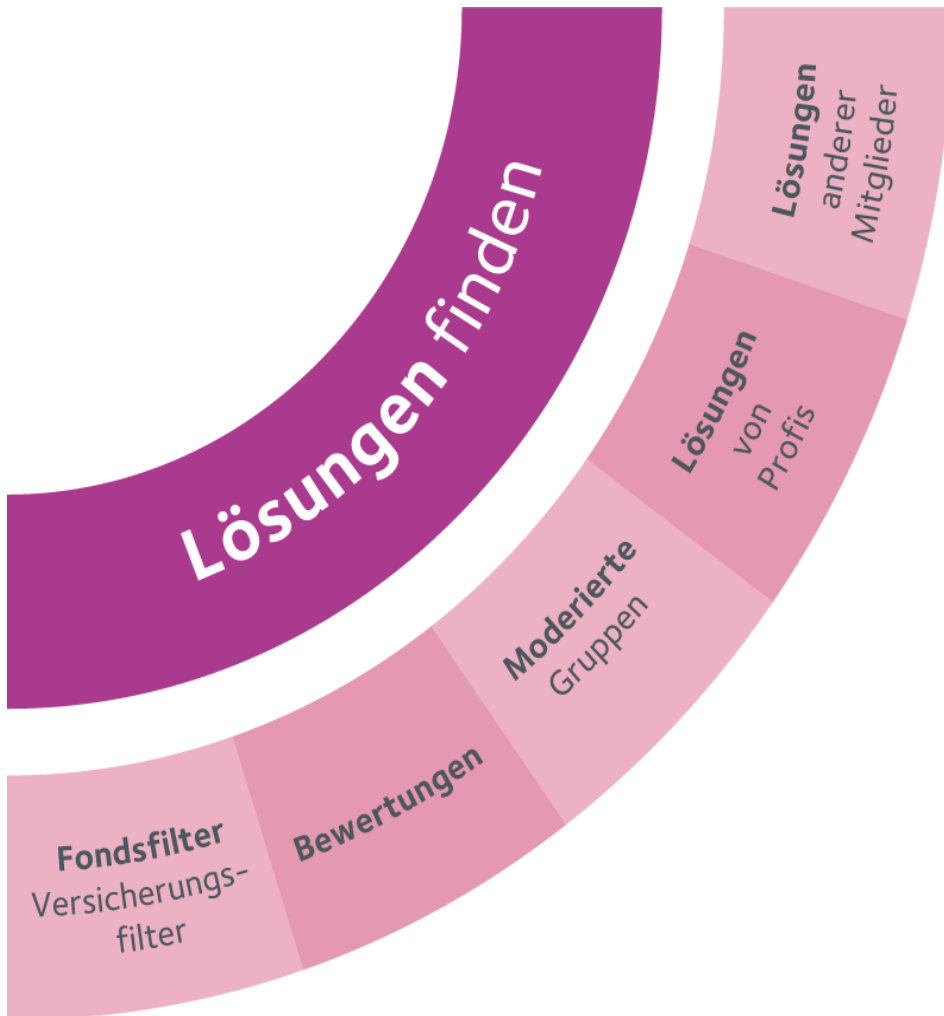 Lösungen finden
Lösungen
anderer
Mitglieder
Lösungen
von
Profis
Moderierte
Gruppen
Bewertungen
Fondsfilter
Versicherungs-
filter